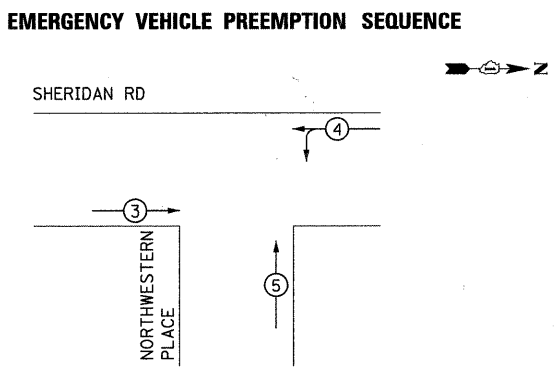 EMERGENCY VEHICLE PREEMPTION SEQUENCE
N
SHERIDAN RD
4
3
5
NORTHWESTERN
PLACE